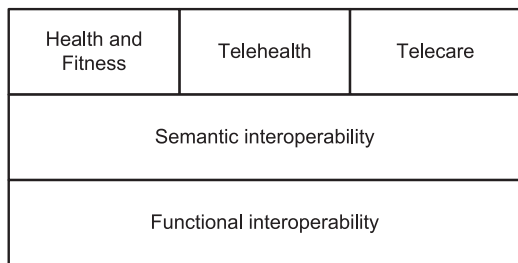 Health and
Fitness
Telehealth
Telecare
Semantic interoperability
Functional interoperability